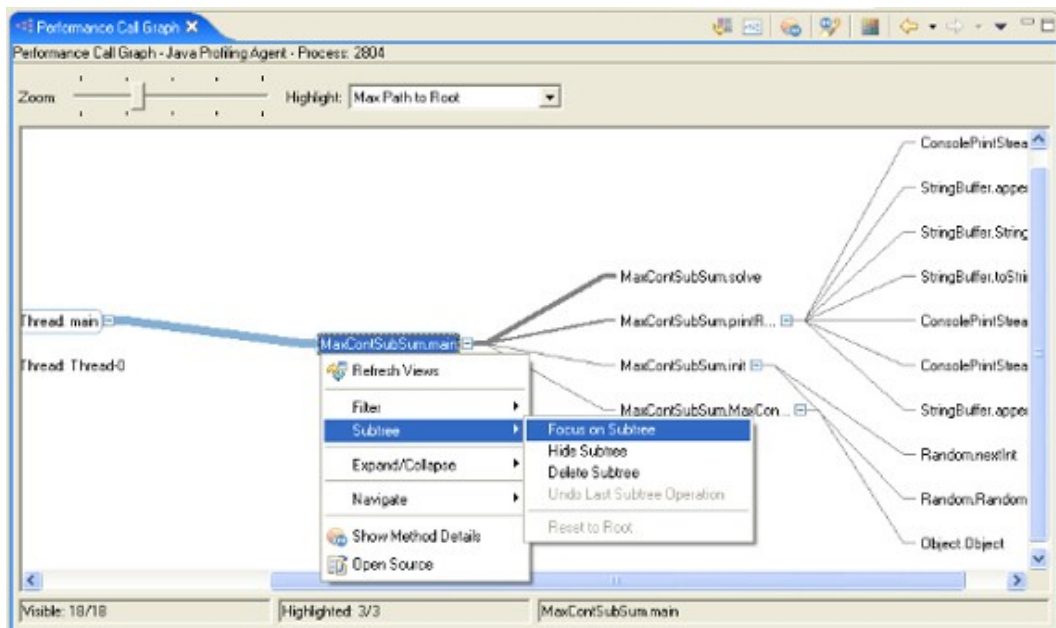 Performance Call Graph
Performance Call Graph - Java Profiling Agent - Process: 2804
Zoom Highlight: Max Path to Root
ConsolePrintStrea
StringBuffer.apper
StringBuffer.String
MaxContSubSum.solve StringBuffer.toStrin
Thread: main MaxContSubSum.printR... ConsolePrintStrea
MaxContSubSum.main
Thread: Thread-0 MaxContSubSum.init ConsolePrintStrea
Refresh Views
MaxContSubSum.MaxCon... StringBuffer.apper
Filter
Subtree Focus on Subtree
Hide Subtree Random.nextInt
Expand/Collapse Delete Subtree
Navigate Undo Last Subtree Operation Random.Random
Reset to Root
Show Method Details Object.Object
Open Source
Visible: 18/18 Highlighted: 3/3 MaxContSubSum.main